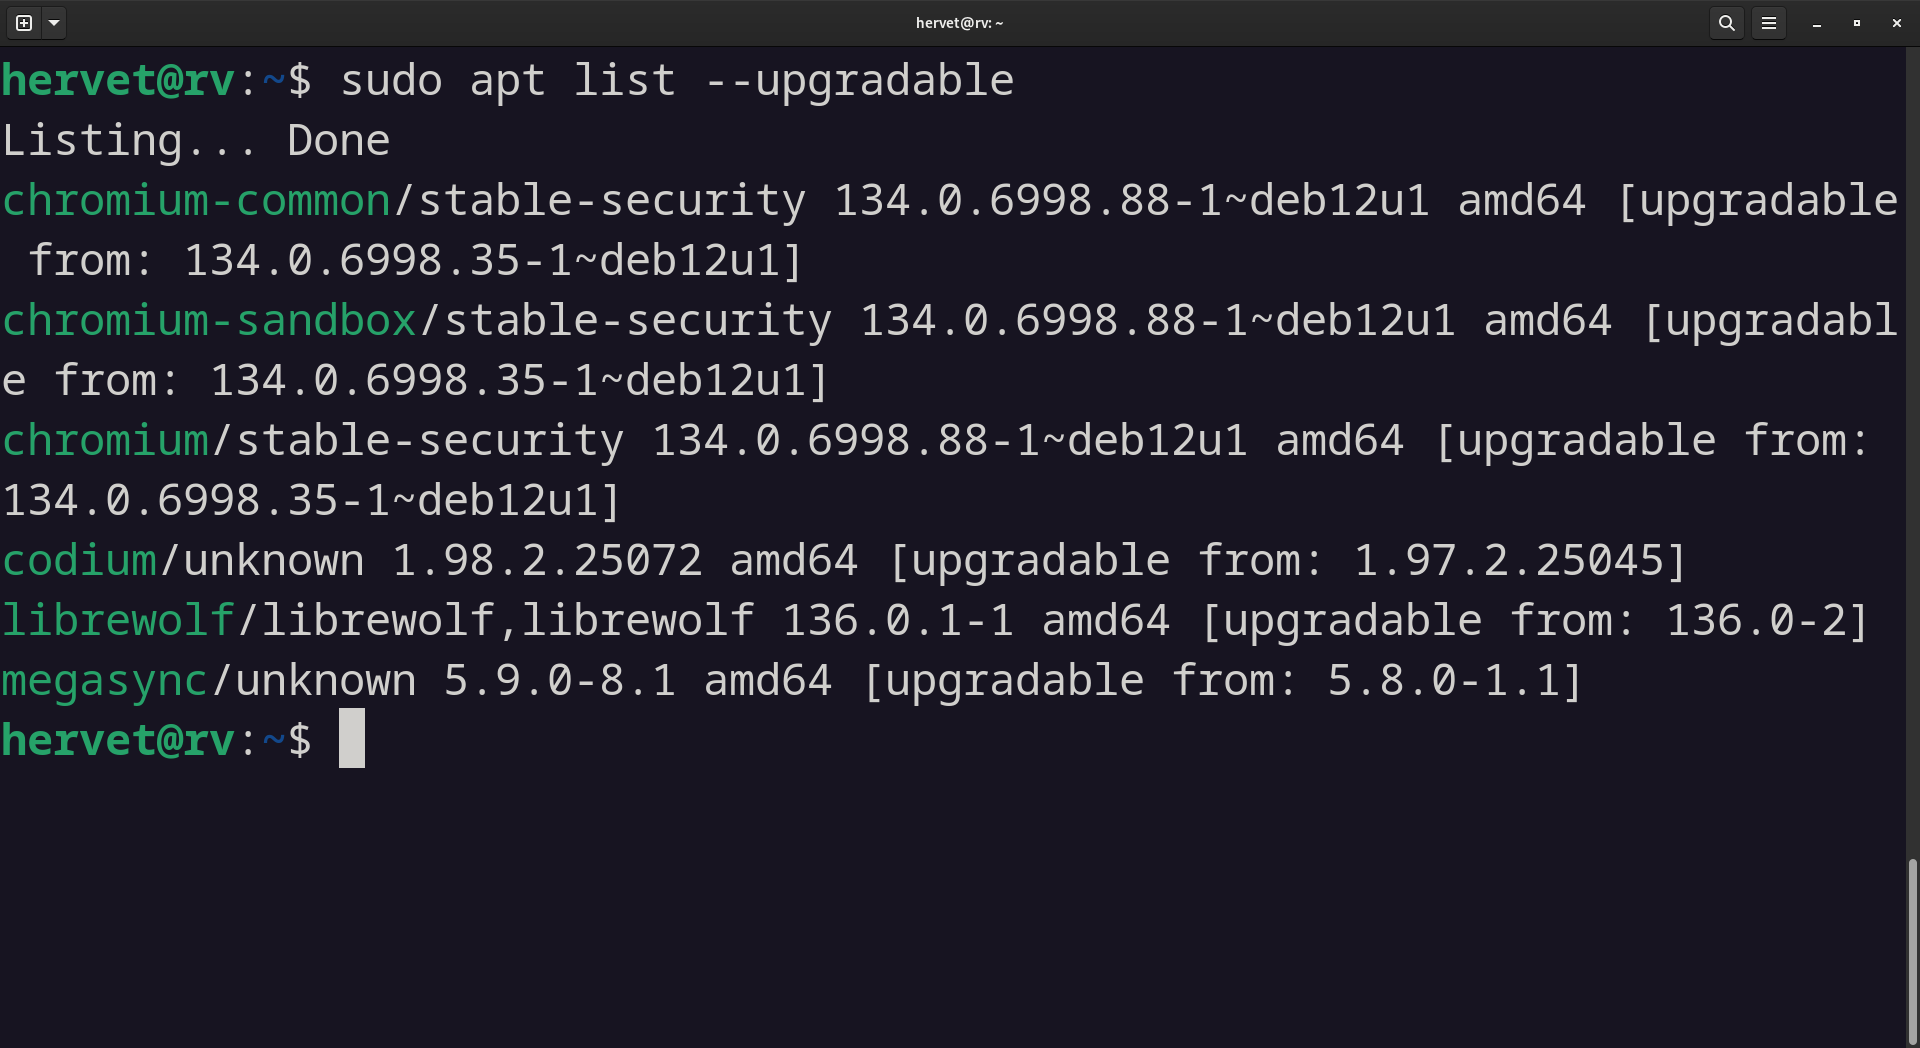 hervet@rv: ~
hervet@rv:~$ sudo apt list --upgradable
Listing... Done
chromium-common/stable-security 134.0.6998.88-1~deb12u1 amd64 [upgradable
 from: 134.0.6998.35-1~deb12u1]
chromium-sandbox/stable-security 134.0.6998.88-1~deb12u1 amd64 [upgradabl
e from: 134.0.6998.35-1~deb12u1]
chromium/stable-security 134.0.6998.88-1~deb12u1 amd64 [upgradable from:
134.0.6998.35-1~deb12u1]
codium/unknown 1.98.2.25072 amd64 [upgradable from: 1.97.2.25045]
librewolf/librewolf,librewolf 136.0.1-1 amd64 [upgradable from: 136.0-2]
megasync/unknown 5.9.0-8.1 amd64 [upgradable from: 5.8.0-1.1]
hervet@rv:~$